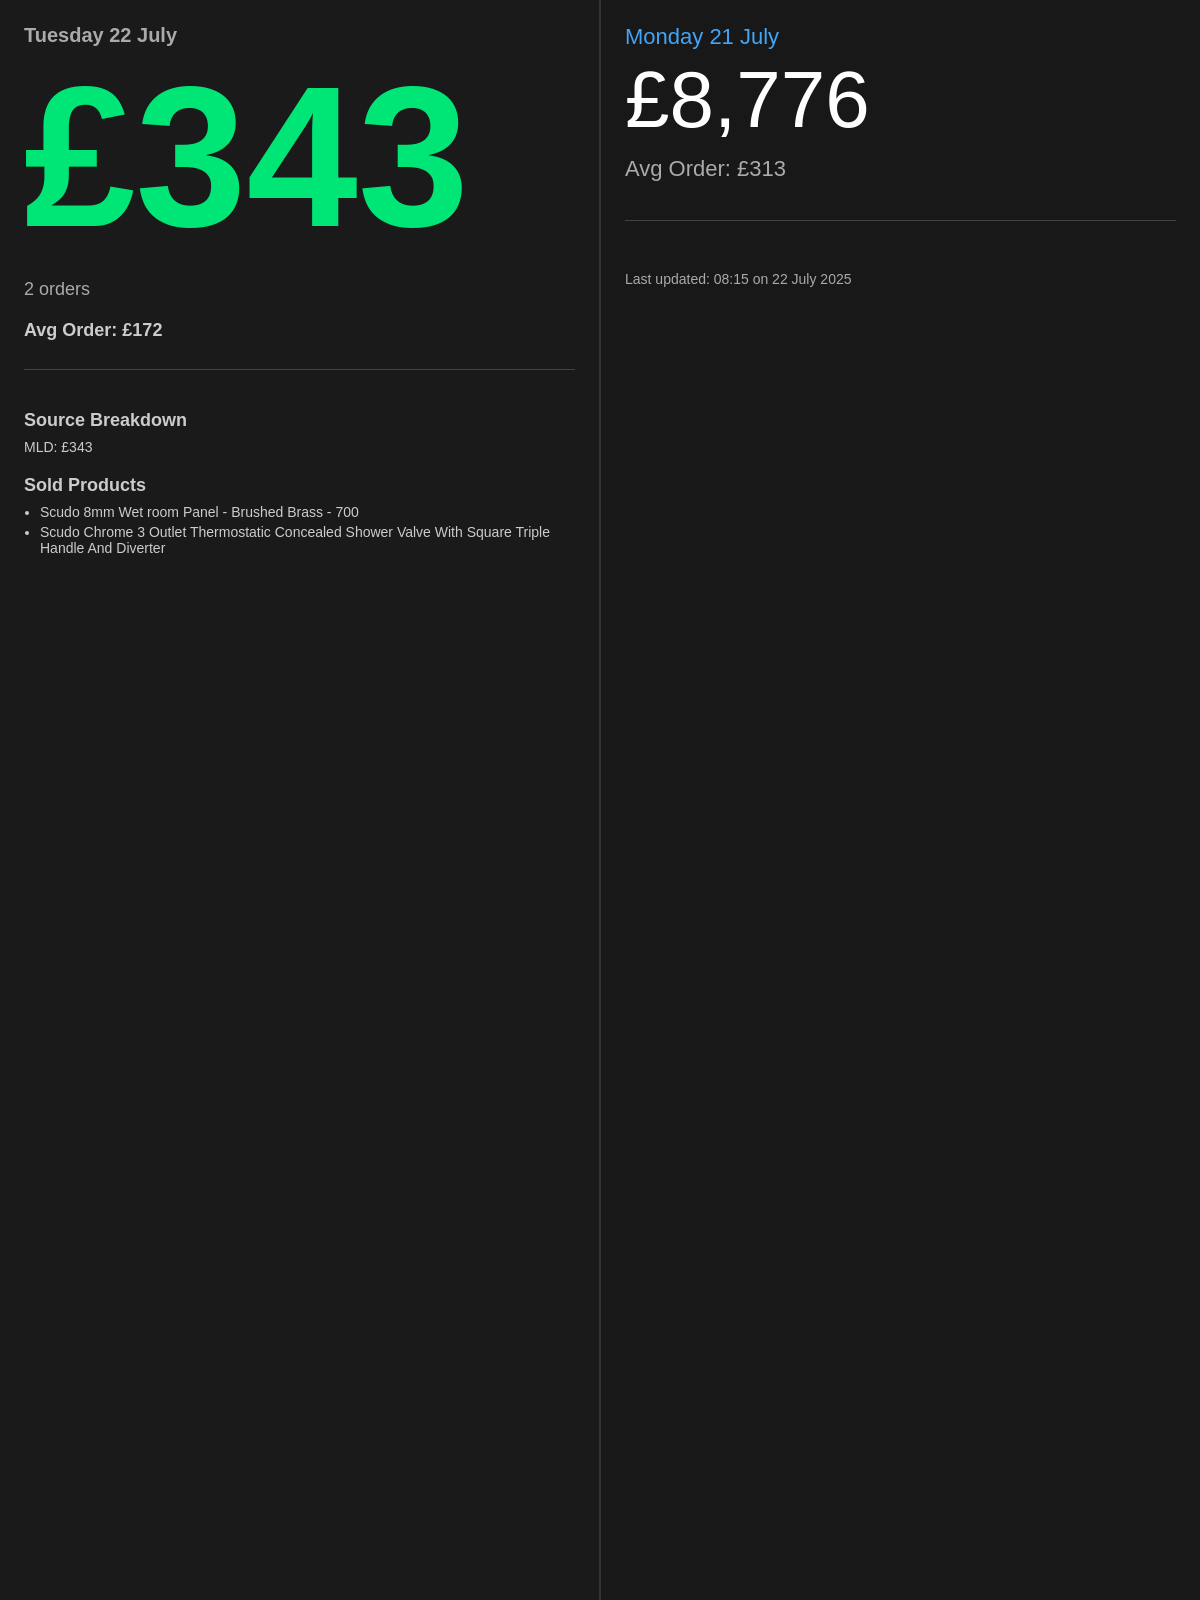 Tuesday 22 July
£343
2 orders
Avg Order: £172
Source Breakdown
MLD: £343
Sold Products
• Scudo 8mm Wet room Panel - Brushed Brass - 700
• Scudo Chrome 3 Outlet Thermostatic Concealed Shower Valve With Square Triple
Handle And Diverter
Monday 21 July
£8,776
Avg Order: £313
Last updated: 08:15 on 22 July 2025